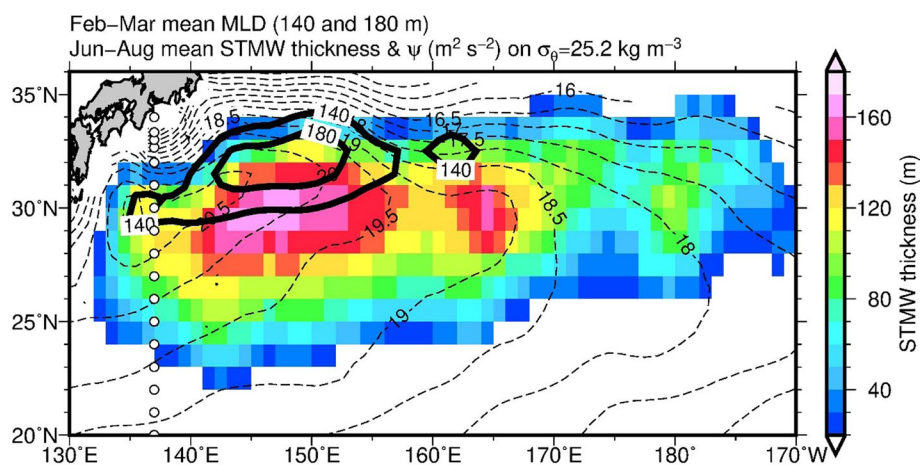 Feb–Mar mean MLD (140 and 180 m)
Jun–Aug mean STMW thickness & ψ (m² s⁻²) on σθ=25.2 kg m⁻³
35°N
30°N
25°N
20°N
130°E
140°E
150°E
160°E
170°E
180°
170°W
16
16.5
17.5
18.5
140
180
19
20
140
140
20.5
19.5
18.5
18
19
160
120
80
40
STMW thickness (m)